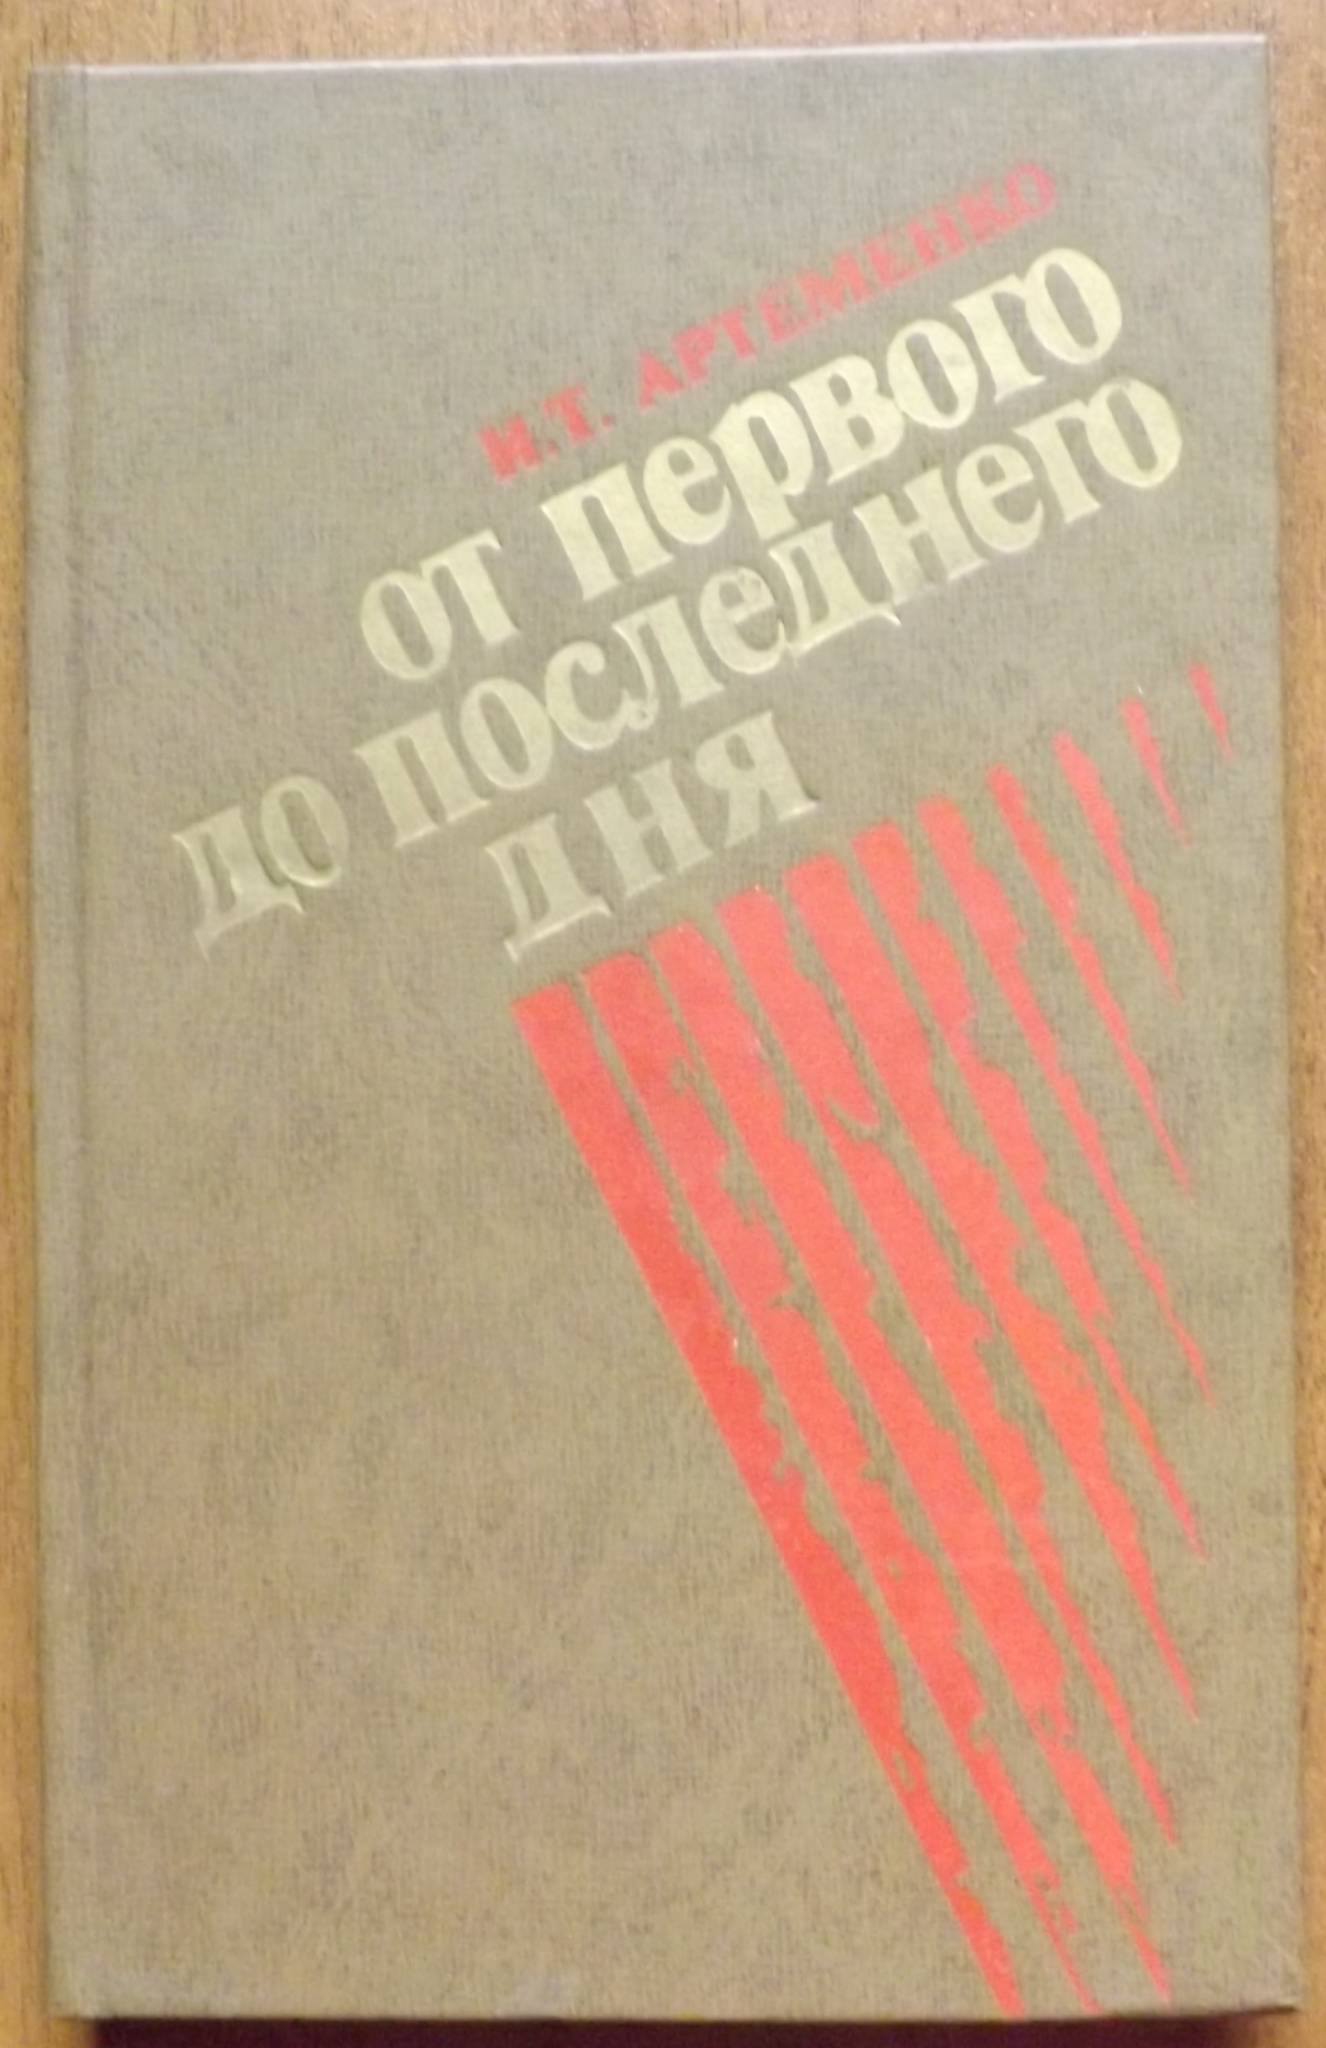 И.Т. АРТЕМЕНКО
от первого
до последнего
дня